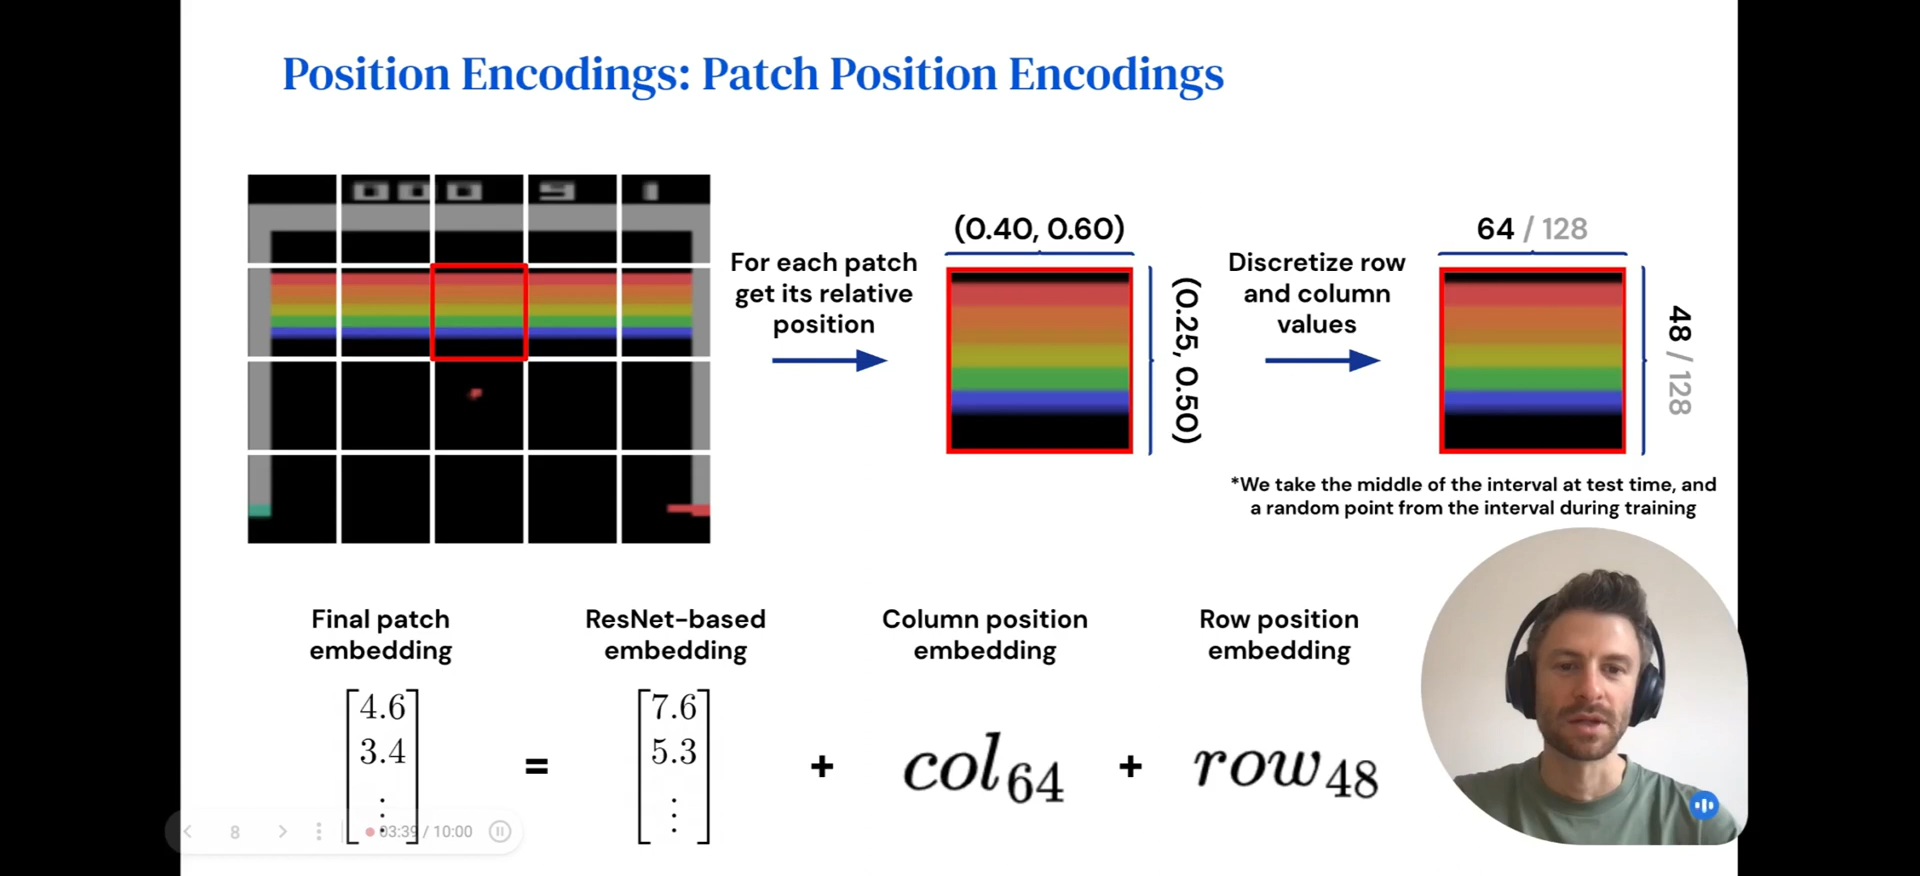 Position Encodings: Patch Position Encodings
000 9 1
For each patch
get its relative
position
(0.40, 0.60)
(0.25, 0.50)
Discretize row
and column
values
64 / 128
48 / 128
*We take the middle of the interval at test time, and
a random point from the interval during training
Final patch
embedding
ResNet-based
embedding
Column position
embedding
Row position
embedding
4.6
3.4
⋮
=
7.6
5.3
⋮
+
col64
+
row48
8
03:39 / 10:00